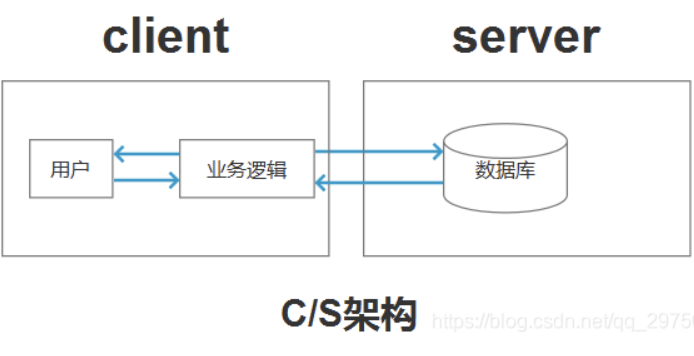 client
server
用户
业务逻辑
数据库
C/S架构
https://blog.csdn.net/qq_2975